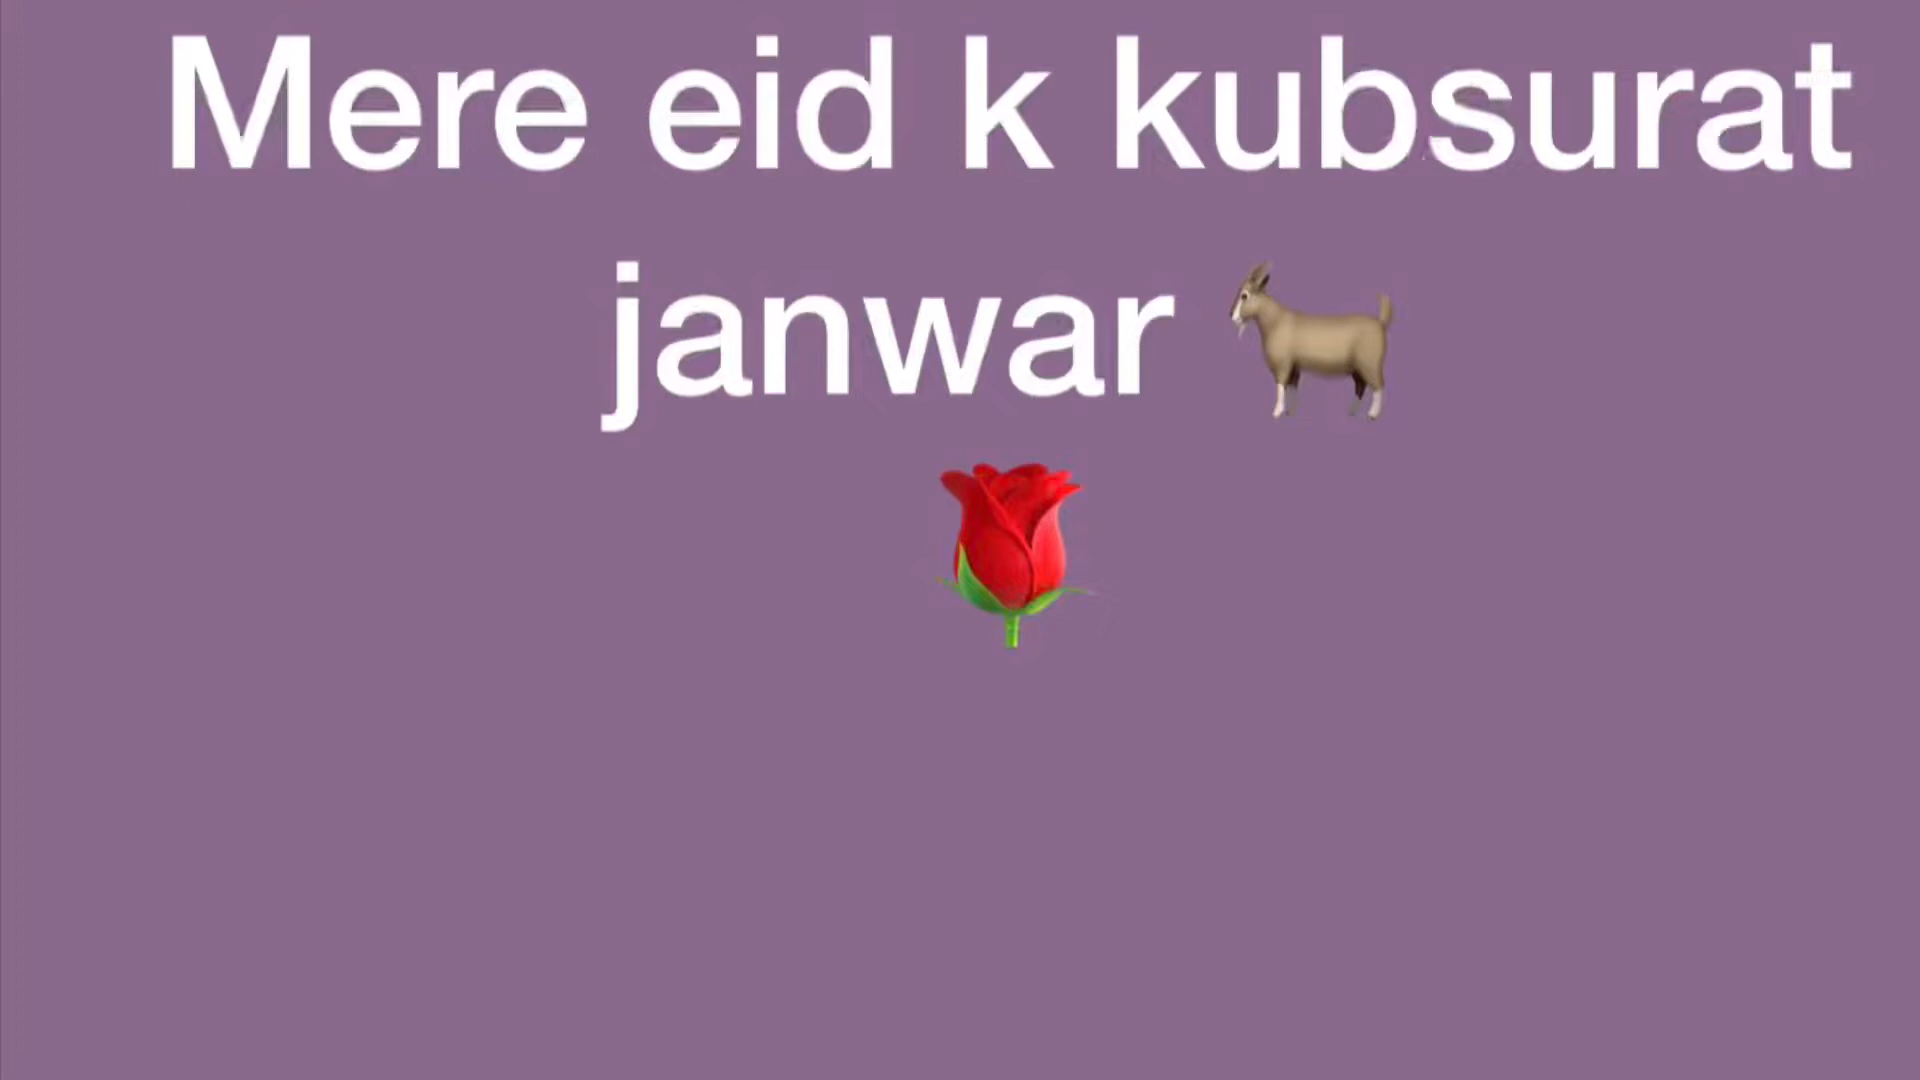 Mere eid k kubsurat
janwar 🐐
🌹